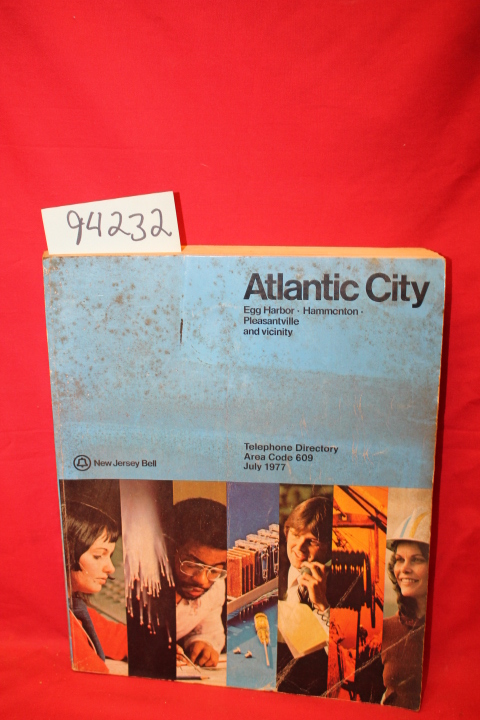 94232
Atlantic City
Egg Harbor · Hammonton ·
Pleasantville
and vicinity
Telephone Directory
Area Code 609
July 1977
New Jersey Bell